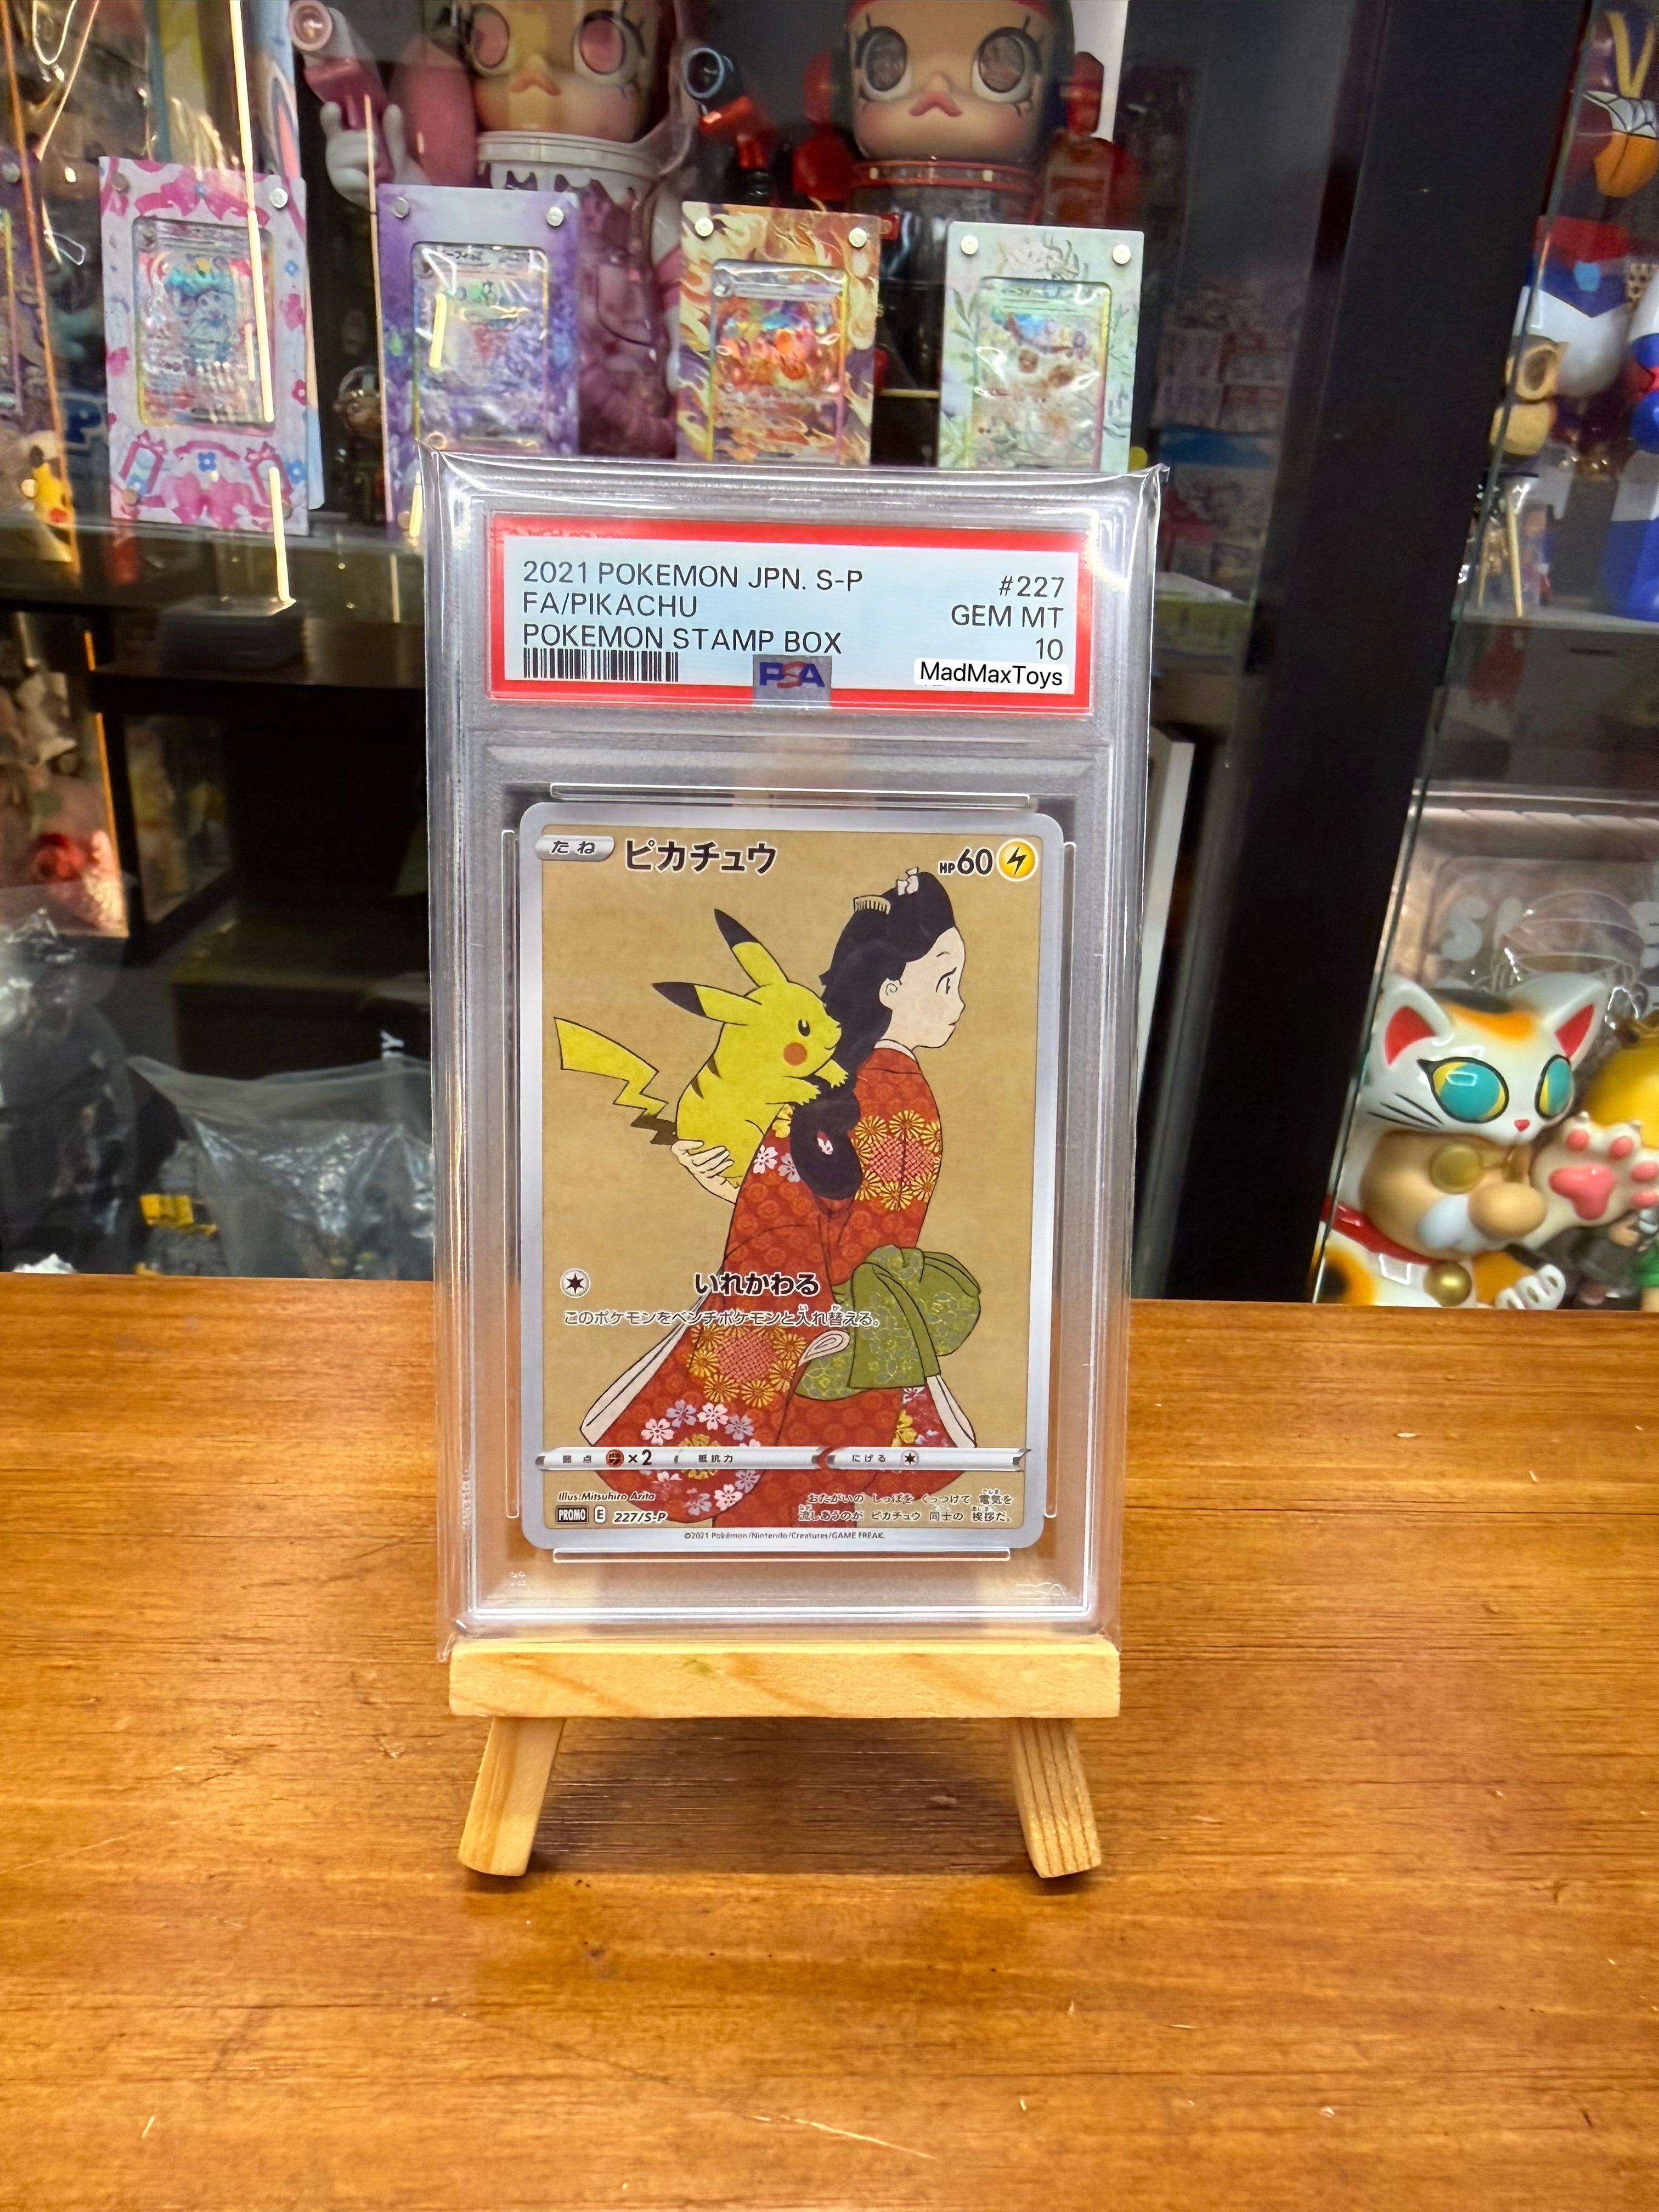 2021 POKEMON JPN. S-P #227
FA/PIKACHU GEM MT
POKEMON STAMP BOX 10
PSA MadMaxToys
たね ピカチュウ HP60
いれかわる
このポケモンをベンチポケモンと入れ替える。
弱点 ×2 抵抗力 にげる
Illus. Mitsuhiro Arita
おたがいの しっぽを くっつけて 電気を
PROMO E 227/S-P
流しあうのが ピカチュウ 同士の 挨拶だ。
©2021 Pokémon/Nintendo/Creatures/GAME FREAK.